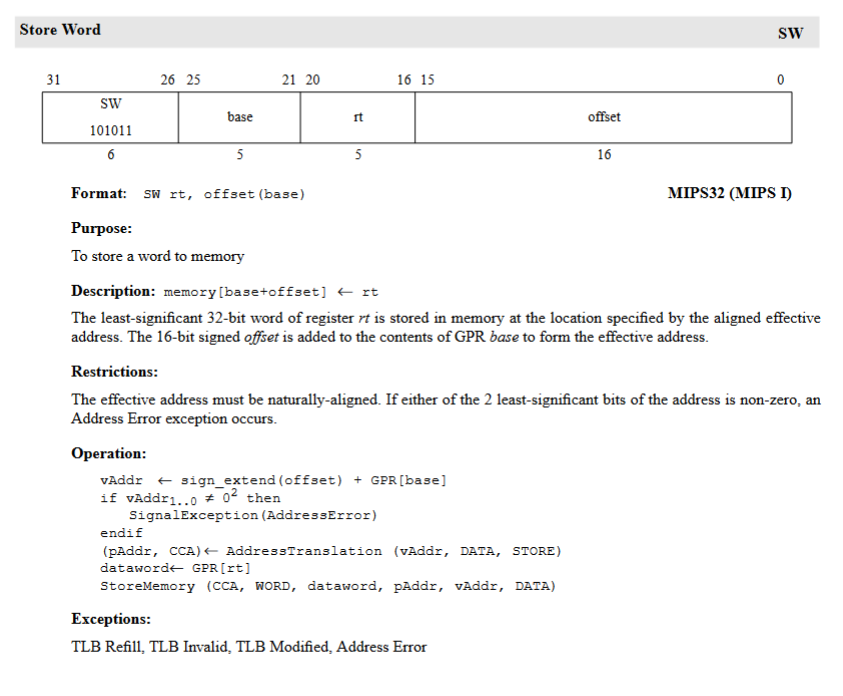 Store Word SW
31 26 25 21 20 16 15 0
SW
101011
base rt offset
6 5 5 16
Format: SW rt, offset(base) MIPS32 (MIPS I)
Purpose:
To store a word to memory
Description: memory[base+offset] ← rt
The least-significant 32-bit word of register rt is stored in memory at the location specified by the aligned effective
address. The 16-bit signed offset is added to the contents of GPR base to form the effective address.
Restrictions:
The effective address must be naturally-aligned. If either of the 2 least-significant bits of the address is non-zero, an
Address Error exception occurs.
Operation:
vAddr ← sign_extend(offset) + GPR[base]
if vAddr1..0 ≠ 0² then
SignalException(AddressError)
endif
(pAddr, CCA)← AddressTranslation (vAddr, DATA, STORE)
dataword← GPR[rt]
StoreMemory (CCA, WORD, dataword, pAddr, vAddr, DATA)
Exceptions:
TLB Refill, TLB Invalid, TLB Modified, Address Error